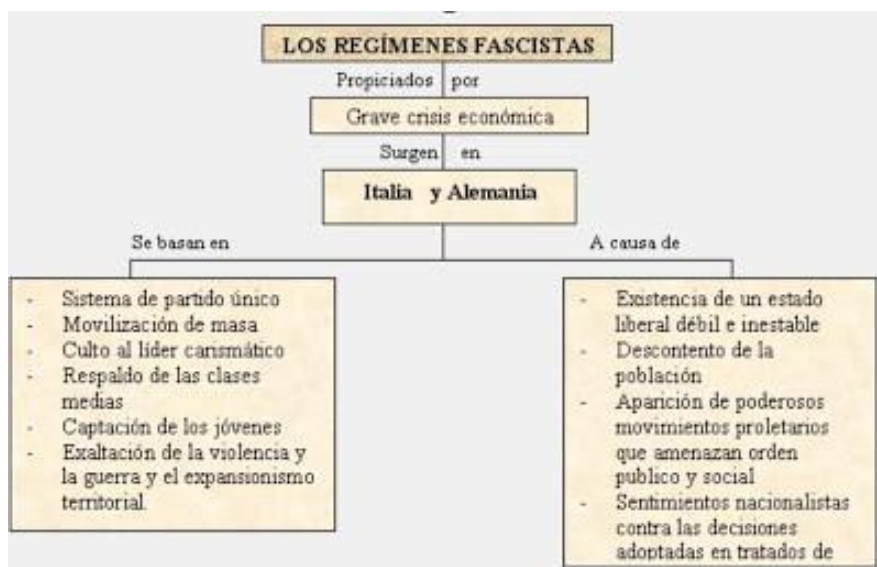 LOS REGÍMENES FASCISTAS
Propiciados por
Grave crisis económica
Surgen en
Italia y Alemania
Se basan en
- Sistema de partido único
- Movilización de masa
- Culto al líder carismático
- Respaldo de las clases
medias
- Captación de los jóvenes
- Exaltación de la violencia y
la guerra y el expansionismo
territorial.
A causa de
- Existencia de un estado
liberal débil e inestable
- Descontento de la
población
- Aparición de poderosos
movimientos proletarios
que amenazan orden
publico y social
- Sentimientos nacionalistas
contra las decisiones
adoptadas en tratados de